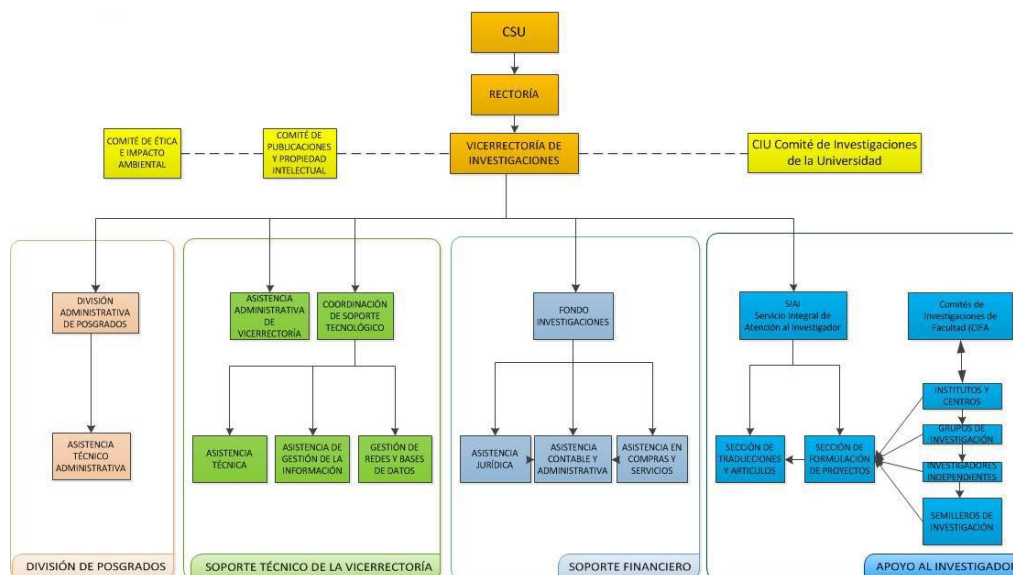 CSU
RECTORÍA
COMITÉ DE ÉTICA
E IMPACTO
AMBIENTAL
COMITÉ DE
PUBLICACIONES
Y PROPIEDAD
INTELECTUAL
VICERRECTORÍA DE
INVESTIGACIONES
CIU Comité de Investigaciones
de la Universidad
DIVISIÓN
ADMINISTRATIVA
DE POSGRADOS
ASISTENCIA
TÉCNICO
ADMINISTRATIVA
DIVISIÓN DE POSGRADOS
ASISTENCIA
ADMINISTRATIVA
DE
VICERRECTORÍA
COORDINACIÓN
DE SOPORTE
TECNOLÓGICO
ASISTENCIA
TÉCNICA
ASISTENCIA DE
GESTIÓN DE LA
INFORMACIÓN
GESTIÓN DE
REDES Y BASES
DE DATOS
SOPORTE TÉCNICO DE LA VICERRECTORÍA
FONDO
INVESTIGACIONES
ASISTENCIA
JURÍDICA
ASISTENCIA
CONTABLE Y
ADMINISTRATIVA
ASISTENCIA EN
COMPRAS Y
SERVICIOS
SOPORTE FINANCIERO
SIAI
Servicio Integral de
Atención al Investigador
Comités de
Investigaciones de
Facultad (CIFA
INSTITUTOS Y
CENTROS
GRUPOS DE
INVESTIGACIÓN
INVESTIGADORES
INDEPENDIENTES
SEMILLEROS DE
INVESTIGACIÓN
SECCIÓN DE
TRADUCCIONES
Y ARTICULOS
SECCIÓN DE
FORMULACIÓN
DE PROYECTOS
APOYO AL INVESTIGADOR